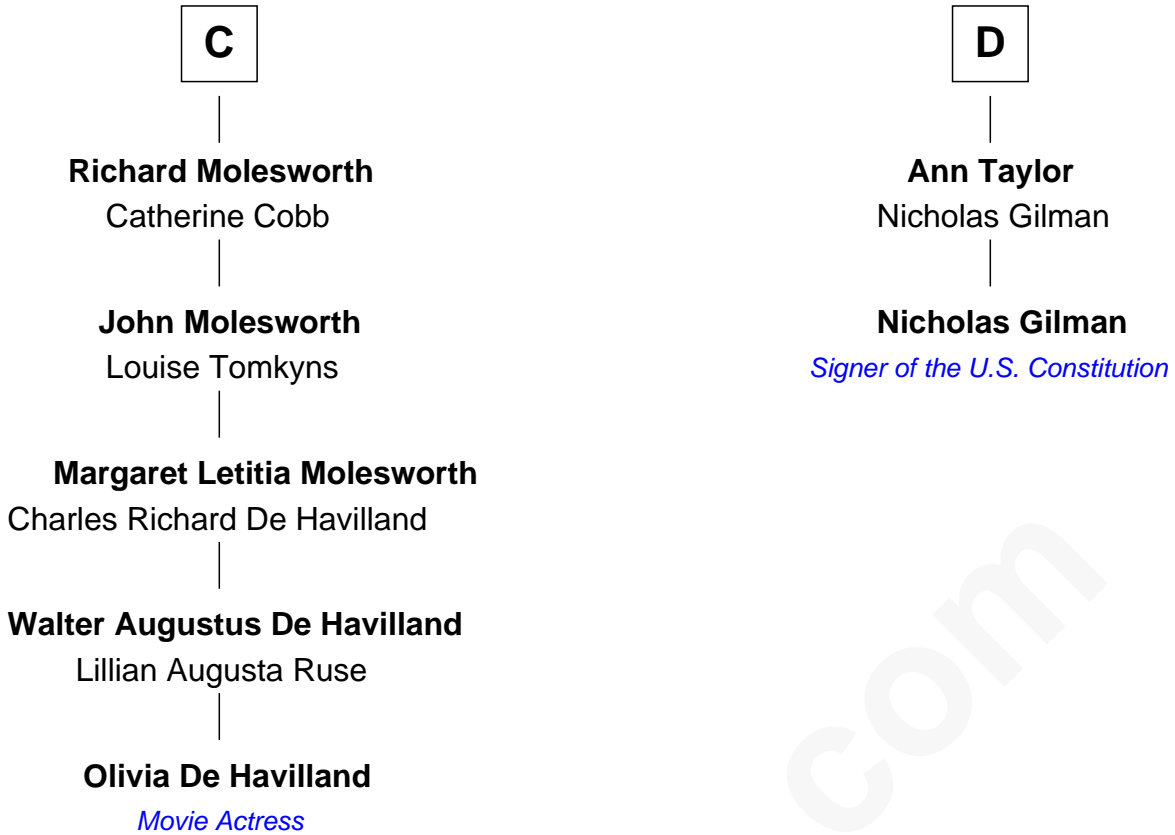 C
Richard Molesworth
Catherine Cobb
John Molesworth
Louise Tomkyns
Margaret Letitia Molesworth
Charles Richard De Havilland
Walter Augustus De Havilland
Lillian Augusta Ruse
Olivia De Havilland
Movie Actress
D
Ann Taylor
Nicholas Gilman
Nicholas Gilman
Signer of the U.S. Constitution
com